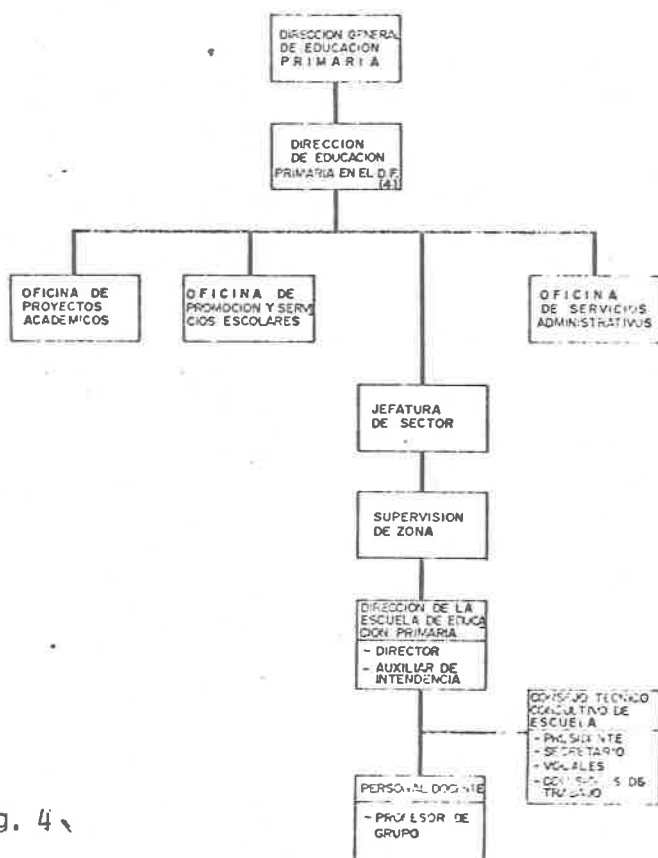 DIRECCION GENERAL
DE EDUCACION
PRIMARIA
DIRECCION
DE EDUCACION
PRIMARIA EN EL D.F.
(4)
OFICINA DE
PROYECTOS
ACADEMICOS
OFICINA DE
PROMOCION Y SERVI
CIOS ESCOLARES
OFICINA
DE SERVICIOS
ADMINISTRATIVOS
JEFATURA
DE SECTOR
SUPERVISION
DE ZONA
DIRECCION DE LA
ESCUELA DE EDUCA
CION PRIMARIA
- DIRECTOR
- AUXILIAR DE
INTENDENCIA
CONSEJO TECNICO
CONSULTIVO DE
ESCUELA
- PRESIDENTE
- SECRETARIO
- VOCALES
- COMISIONES DE
TRABAJO
PERSONAL DOCENTE
- PROFESOR DE
GRUPO
g. 4